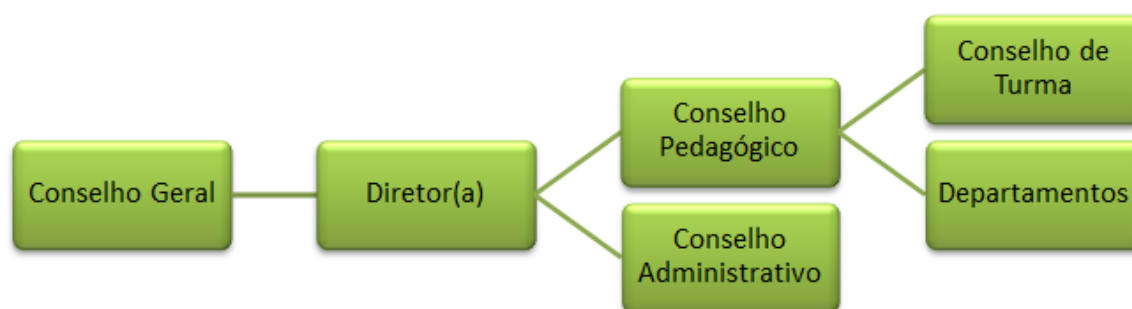 Conselho Geral
Diretor(a)
Conselho
Pedagógico
Conselho
Administrativo
Conselho de
Turma
Departamentos